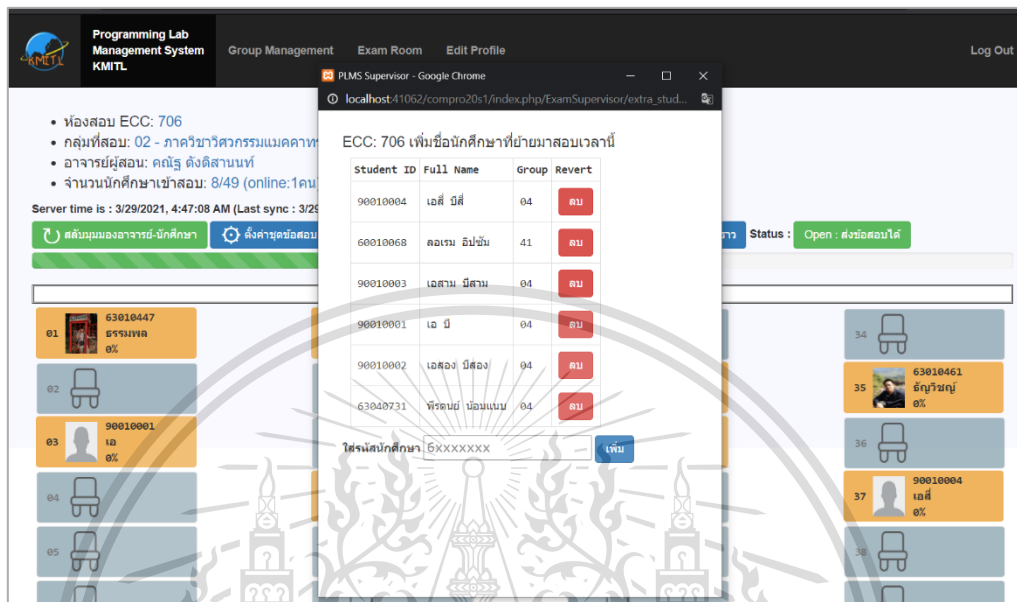 KMITL
Programming Lab
Management System
KMITL
Group Management
Exam Room
Edit Profile
Log Out
PLMS Supervisor - Google Chrome
localhost:41062/compro20s1/index.php/ExamSupervisor/extra_stud...
ห้องสอบ ECC: 706
กลุ่มที่สอบ: 02 - ภาควิชาวิศวกรรมแมคคาทร
อาจารย์ผู้สอน: คณัฐ ตังติสานนท์
จำนวนนักศึกษาเข้าสอบ: 8/49 (online:1คน
Server time is : 3/29/2021, 4:47:08 AM (Last sync : 3/29
สลับมุมมองอาจารย์-นักศึกษา
ตั้งค่าชุดข้อสอบ
าว
Status :
Open : ส่งข้อสอบได้
ECC: 706 เพิ่มชื่อนักศึกษาที่ย้ายมาสอบเวลานี้
Student ID Full Name Group Revert
90010004 เอสี่ บีสี่ 04 ลบ
60010068 ลอเรม อิปซัม 41 ลบ
90010003 เอสาม บีสาม 04 ลบ
90010001 เอ บี 04 ลบ
90010002 เอสอง บีสอง 04 ลบ
63040731 พีรดนย์ น้อมแนบ 04 ลบ
ใส่รหัสนักศึกษา 6xxxxxxx เพิ่ม
01
63010447
ธรรมพล
0%
02
03
90010001
เอ
0%
04
05
34
35
63010461
ธัญวิชญ์
0%
36
37
90010004
เอสี่
0%
38